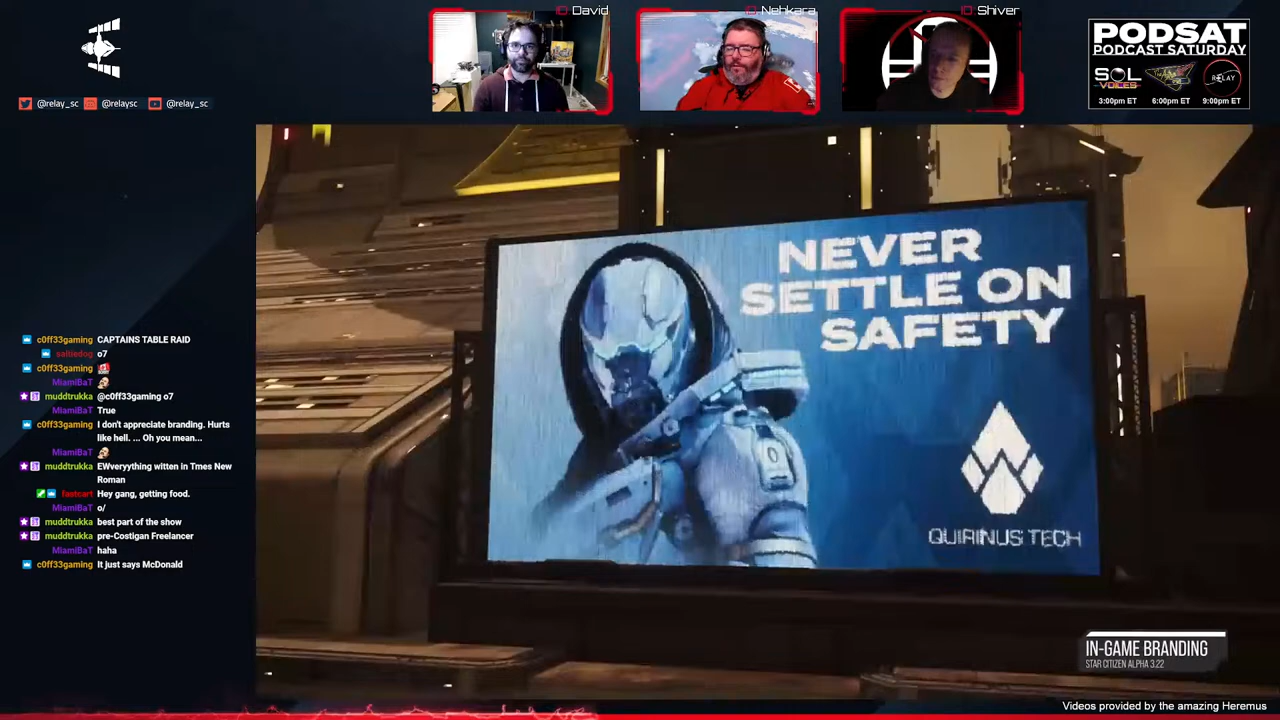 David
Nehkara
Shiver
PODSAT
PODCAST SATURDAY
SOL
VOICES
RELAY
3:00pm ET
6:00pm ET
9:00pm ET
@relay_sc
@relaysc
@relay_sc
NEVER
SETTLE ON
SAFETY
QUIRINUS TECH
c0ff33gaming CAPTAINS TABLE RAID
saltiedog o7
c0ff33gaming
MiamiBaT
muddtrukka @c0ff33gaming o7
MiamiBaT True
c0ff33gaming I don't appreciate branding. Hurts
like hell. ... Oh you mean...
MiamiBaT
muddtrukka EWveryything witten in Tmes New
Roman
fastcart Hey gang, getting food.
MiamiBaT o/
muddtrukka best part of the show
muddtrukka pre-Costigan Freelancer
MiamiBaT haha
c0ff33gaming It just says McDonald
IN-GAME BRANDING
STAR CITIZEN ALPHA 3.22
Videos provided by the amazing Heremus